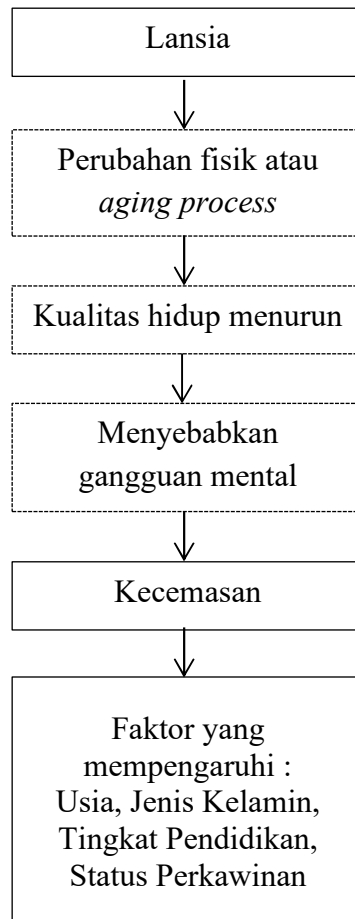 Lansia
Perubahan fisik atau
aging process
Kualitas hidup menurun
Menyebabkan
gangguan mental
Kecemasan
Faktor yang
mempengaruhi :
Usia, Jenis Kelamin,
Tingkat Pendidikan,
Status Perkawinan